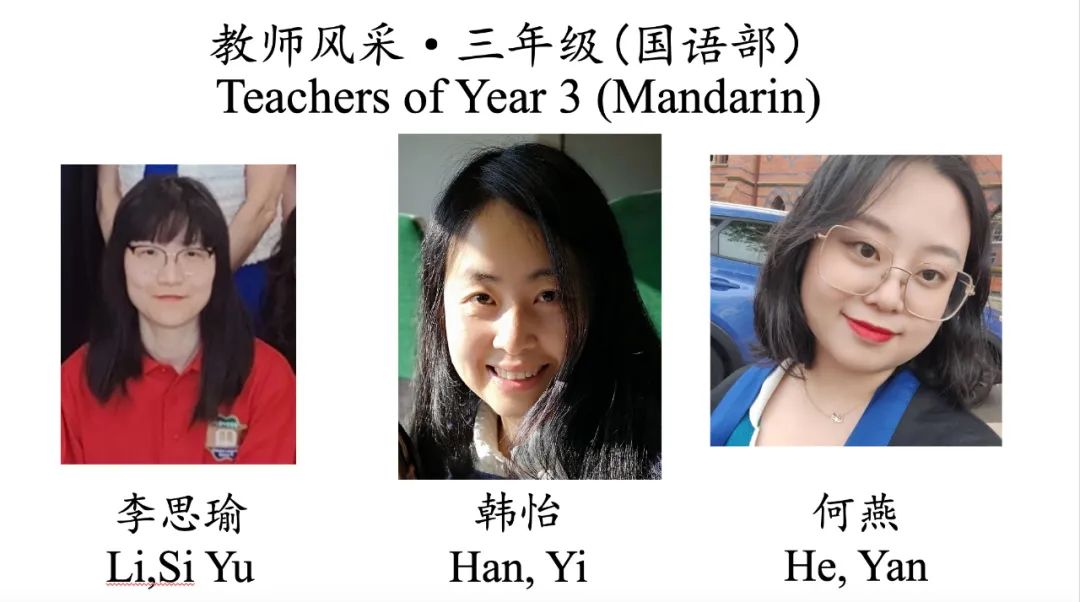 教师风采·三年级(国语部)
Teachers of Year 3 (Mandarin)
李思瑜
Li,Si Yu
韩怡
Han, Yi
何燕
He, Yan